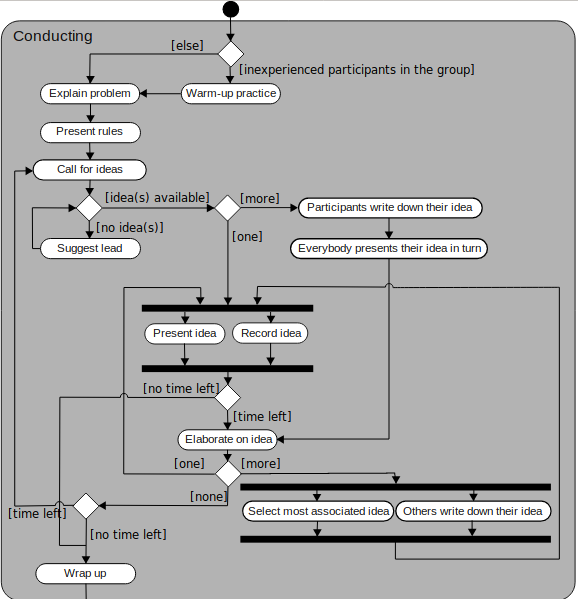 Conducting
[else]
[inexperienced participants in the group]
Explain problem
Warm-up practice
Present rules
Call for ideas
[idea(s) available]
[more]
Participants write down their idea
[no idea(s)]
[one]
Suggest lead
Everybody presents their idea in turn
Present idea
Record idea
[no time left]
[time left]
Elaborate on idea
[one]
[more]
[none]
Select most associated idea
Others write down their idea
[time left]
[no time left]
Wrap up